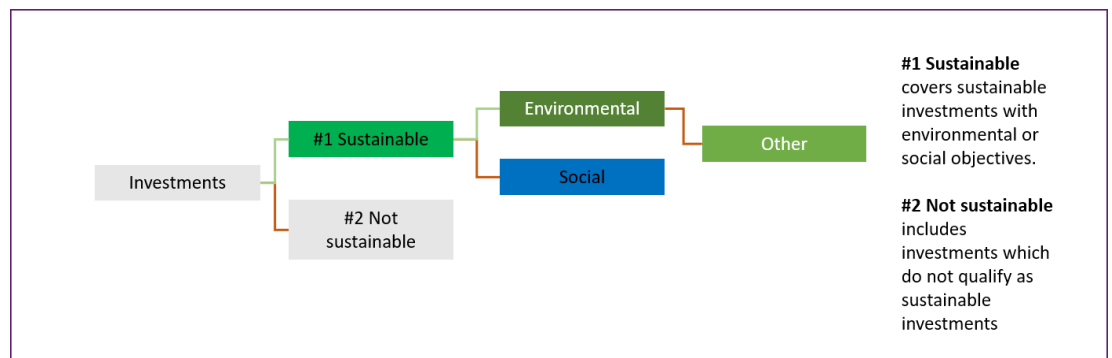 Investments
#1 Sustainable
#2 Not
sustainable
Environmental
Social
Other
#1 Sustainable
covers sustainable
investments with
environmental or
social objectives.
#2 Not sustainable
includes
investments which
do not qualify as
sustainable
investments